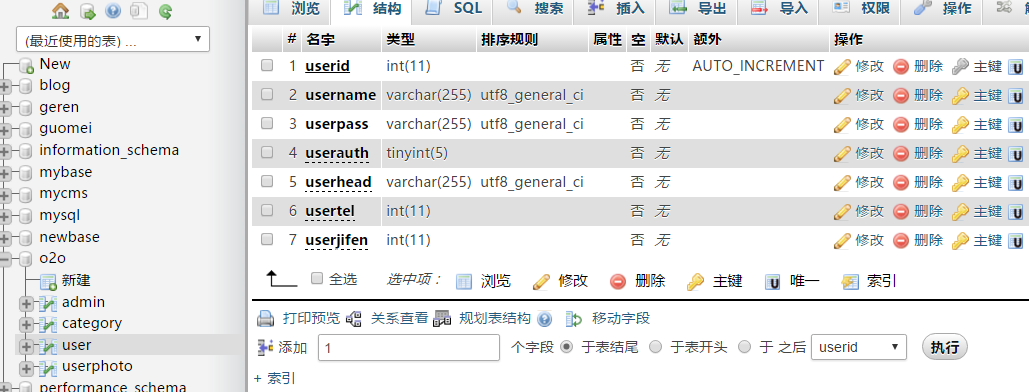 (最近使用的表) ...
New
blog
geren
guomei
information_schema
mybase
mycms
mysql
newbase
o2o
新建
admin
category
user
userphoto
performance_schema
浏览 结构 SQL 搜索 插入 导出 导入 权限 操作
# 名字 类型 排序规则 属性 空 默认 额外 操作
1 userid int(11) 否 无 AUTO_INCREMENT 修改 删除 主键
2 username varchar(255) utf8_general_ci 否 无 修改 删除 主键
3 userpass varchar(255) utf8_general_ci 否 无 修改 删除 主键
4 userauth tinyint(5) 否 无 修改 删除 主键
5 userhead varchar(255) utf8_general_ci 否 无 修改 删除 主键
6 usertel int(11) 否 无 修改 删除 主键
7 userjifen int(11) 否 无 修改 删除 主键
全选 选中项： 浏览 修改 删除 主键 唯一 索引
打印预览 关系查看 规划表结构 移动字段
添加 1 个字段 于表结尾 于表开头 于 之后 userid 执行
+ 索引